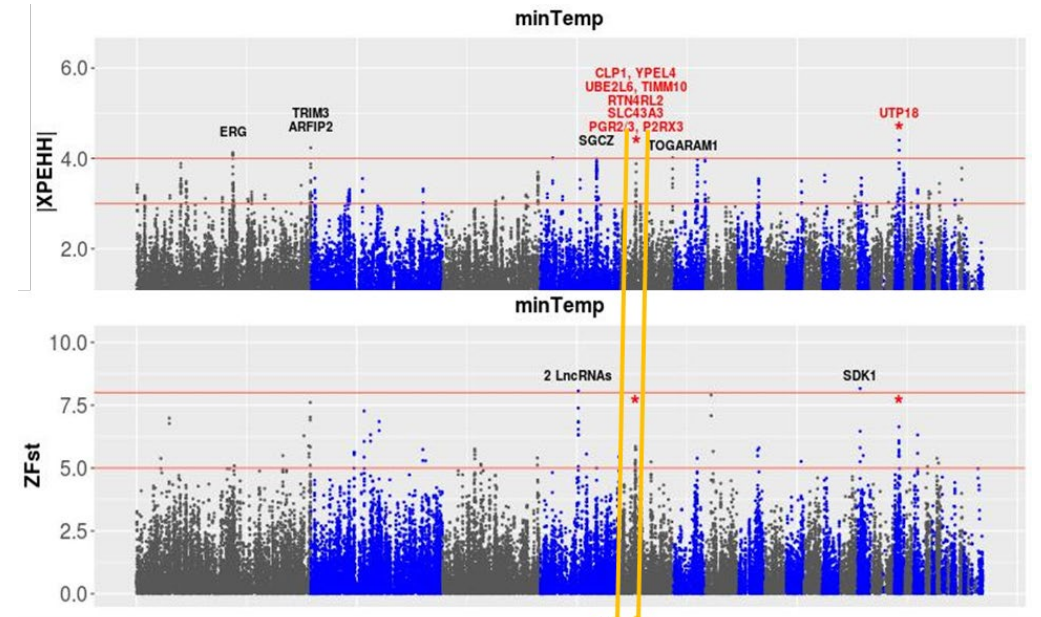 minTemp
|XPEHH|
6.0
4.0
2.0
ERG
TRIM3
ARFIP2
CLP1, YPEL4
UBE2L6, TIMM10
RTN4RL2
SLC43A3
PGR2/3, P2RX3
SGCZ
TOGARAM1
UTP18
minTemp
ZFst
10.0
7.5
5.0
2.5
0.0
2 LncRNAs
SDK1